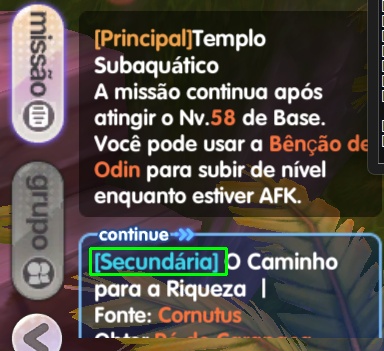 missão
grupo
[Principal]Templo
Subaquático
A missão continua após
atingir o Nv.58 de Base.
Você pode usar a Bênção de
Odin para subir de nível
enquanto estiver AFK.
continue
[Secundária] O Caminho
para a Riqueza I
Fonte: Cornutus